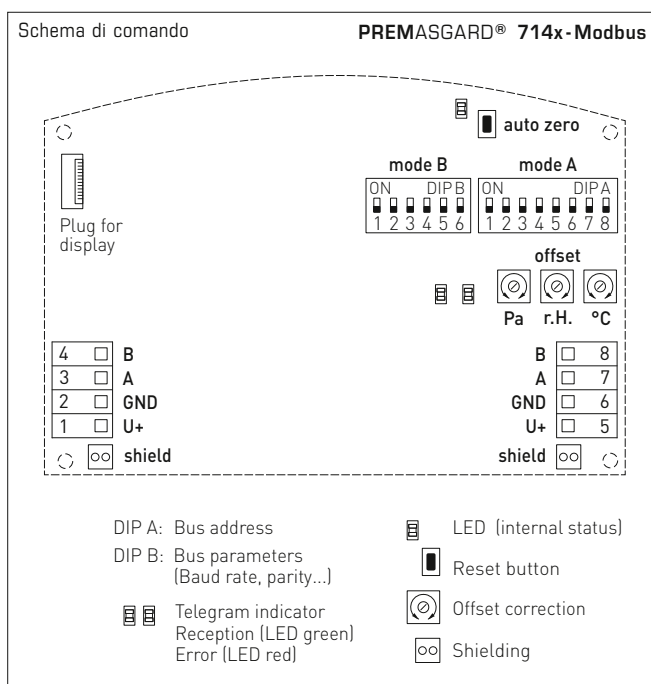 Schema di comando PREMASGARD® 714x-Modbus
auto zero
mode B mode A
ON DIP B ON DIP A
1 2 3 4 5 6 1 2 3 4 5 6 7 8
Plug for
display
offset
Pa r.H. °C
4 B B 8
3 A A 7
2 GND GND 6
1 U+ U+ 5
shield shield
DIP A: Bus address LED (internal status)
DIP B: Bus parameters
(Baud rate, parity...) Reset button
Telegram indicator Offset correction
Reception (LED green)
Error (LED red) Shielding